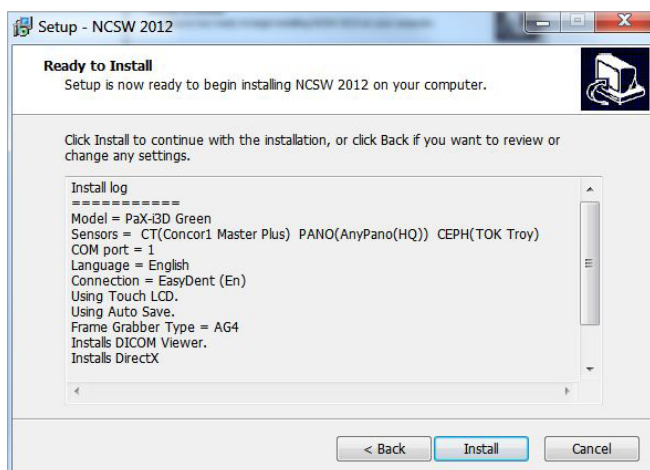 Setup - NCSW 2012
Ready to Install
Setup is now ready to begin installing NCSW 2012 on your computer.
Click Install to continue with the installation, or click Back if you want to review or
change any settings.
Install log
===========
Model = PaX-i3D Green
Sensors =  CT(Concor1 Master Plus)  PANO(AnyPano(HQ))  CEPH(TOK Troy)
COM port = 1
Language = English
Connection = EasyDent (En)
Using Touch LCD.
Using Auto Save.
Frame Grabber Type = AG4
Installs DICOM Viewer.
Installs DirectX
< Back
Install
Cancel